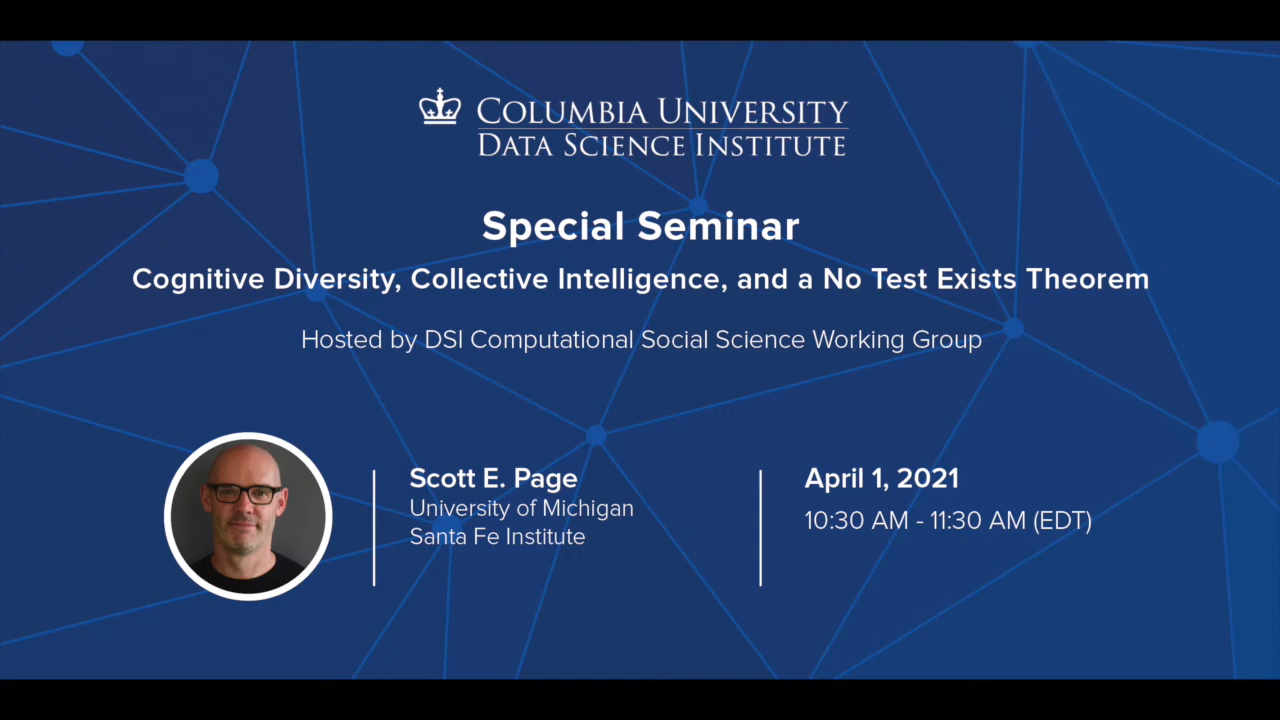 COLUMBIA UNIVERSITY
DATA SCIENCE INSTITUTE
Special Seminar
Cognitive Diversity, Collective Intelligence, and a No Test Exists Theorem
Hosted by DSI Computational Social Science Working Group
Scott E. Page
University of Michigan
Santa Fe Institute
April 1, 2021
10:30 AM - 11:30 AM (EDT)